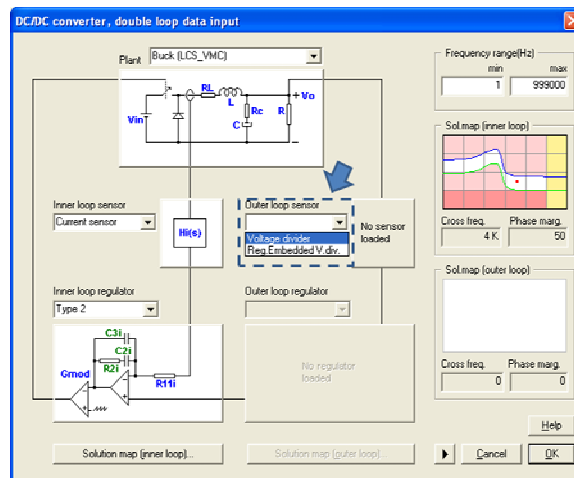 DC/DC converter, double loop data input
Plant
Buck (LCS_VMC)
RL
L
Rc
C
R
+ Vo
Vin
Inner loop sensor
Current sensor
Hi(s)
Outer loop sensor
Voltage divider
Reg.Embedded V.div.
No sensor
loaded
Inner loop regulator
Type 2
Outer loop regulator
C3i
C2i
R2i
Gmod
R11i
No regulator
loaded
Solution map (inner loop)...
Solution map (outer loop)...
Frequency range(Hz)
min
max
1
999000
Sol.map (inner loop)
Cross freq.
Phase marg.
4 K
50
Sol.map (outer loop)
Cross freq.
Phase marg.
0
0
Help
Cancel
OK